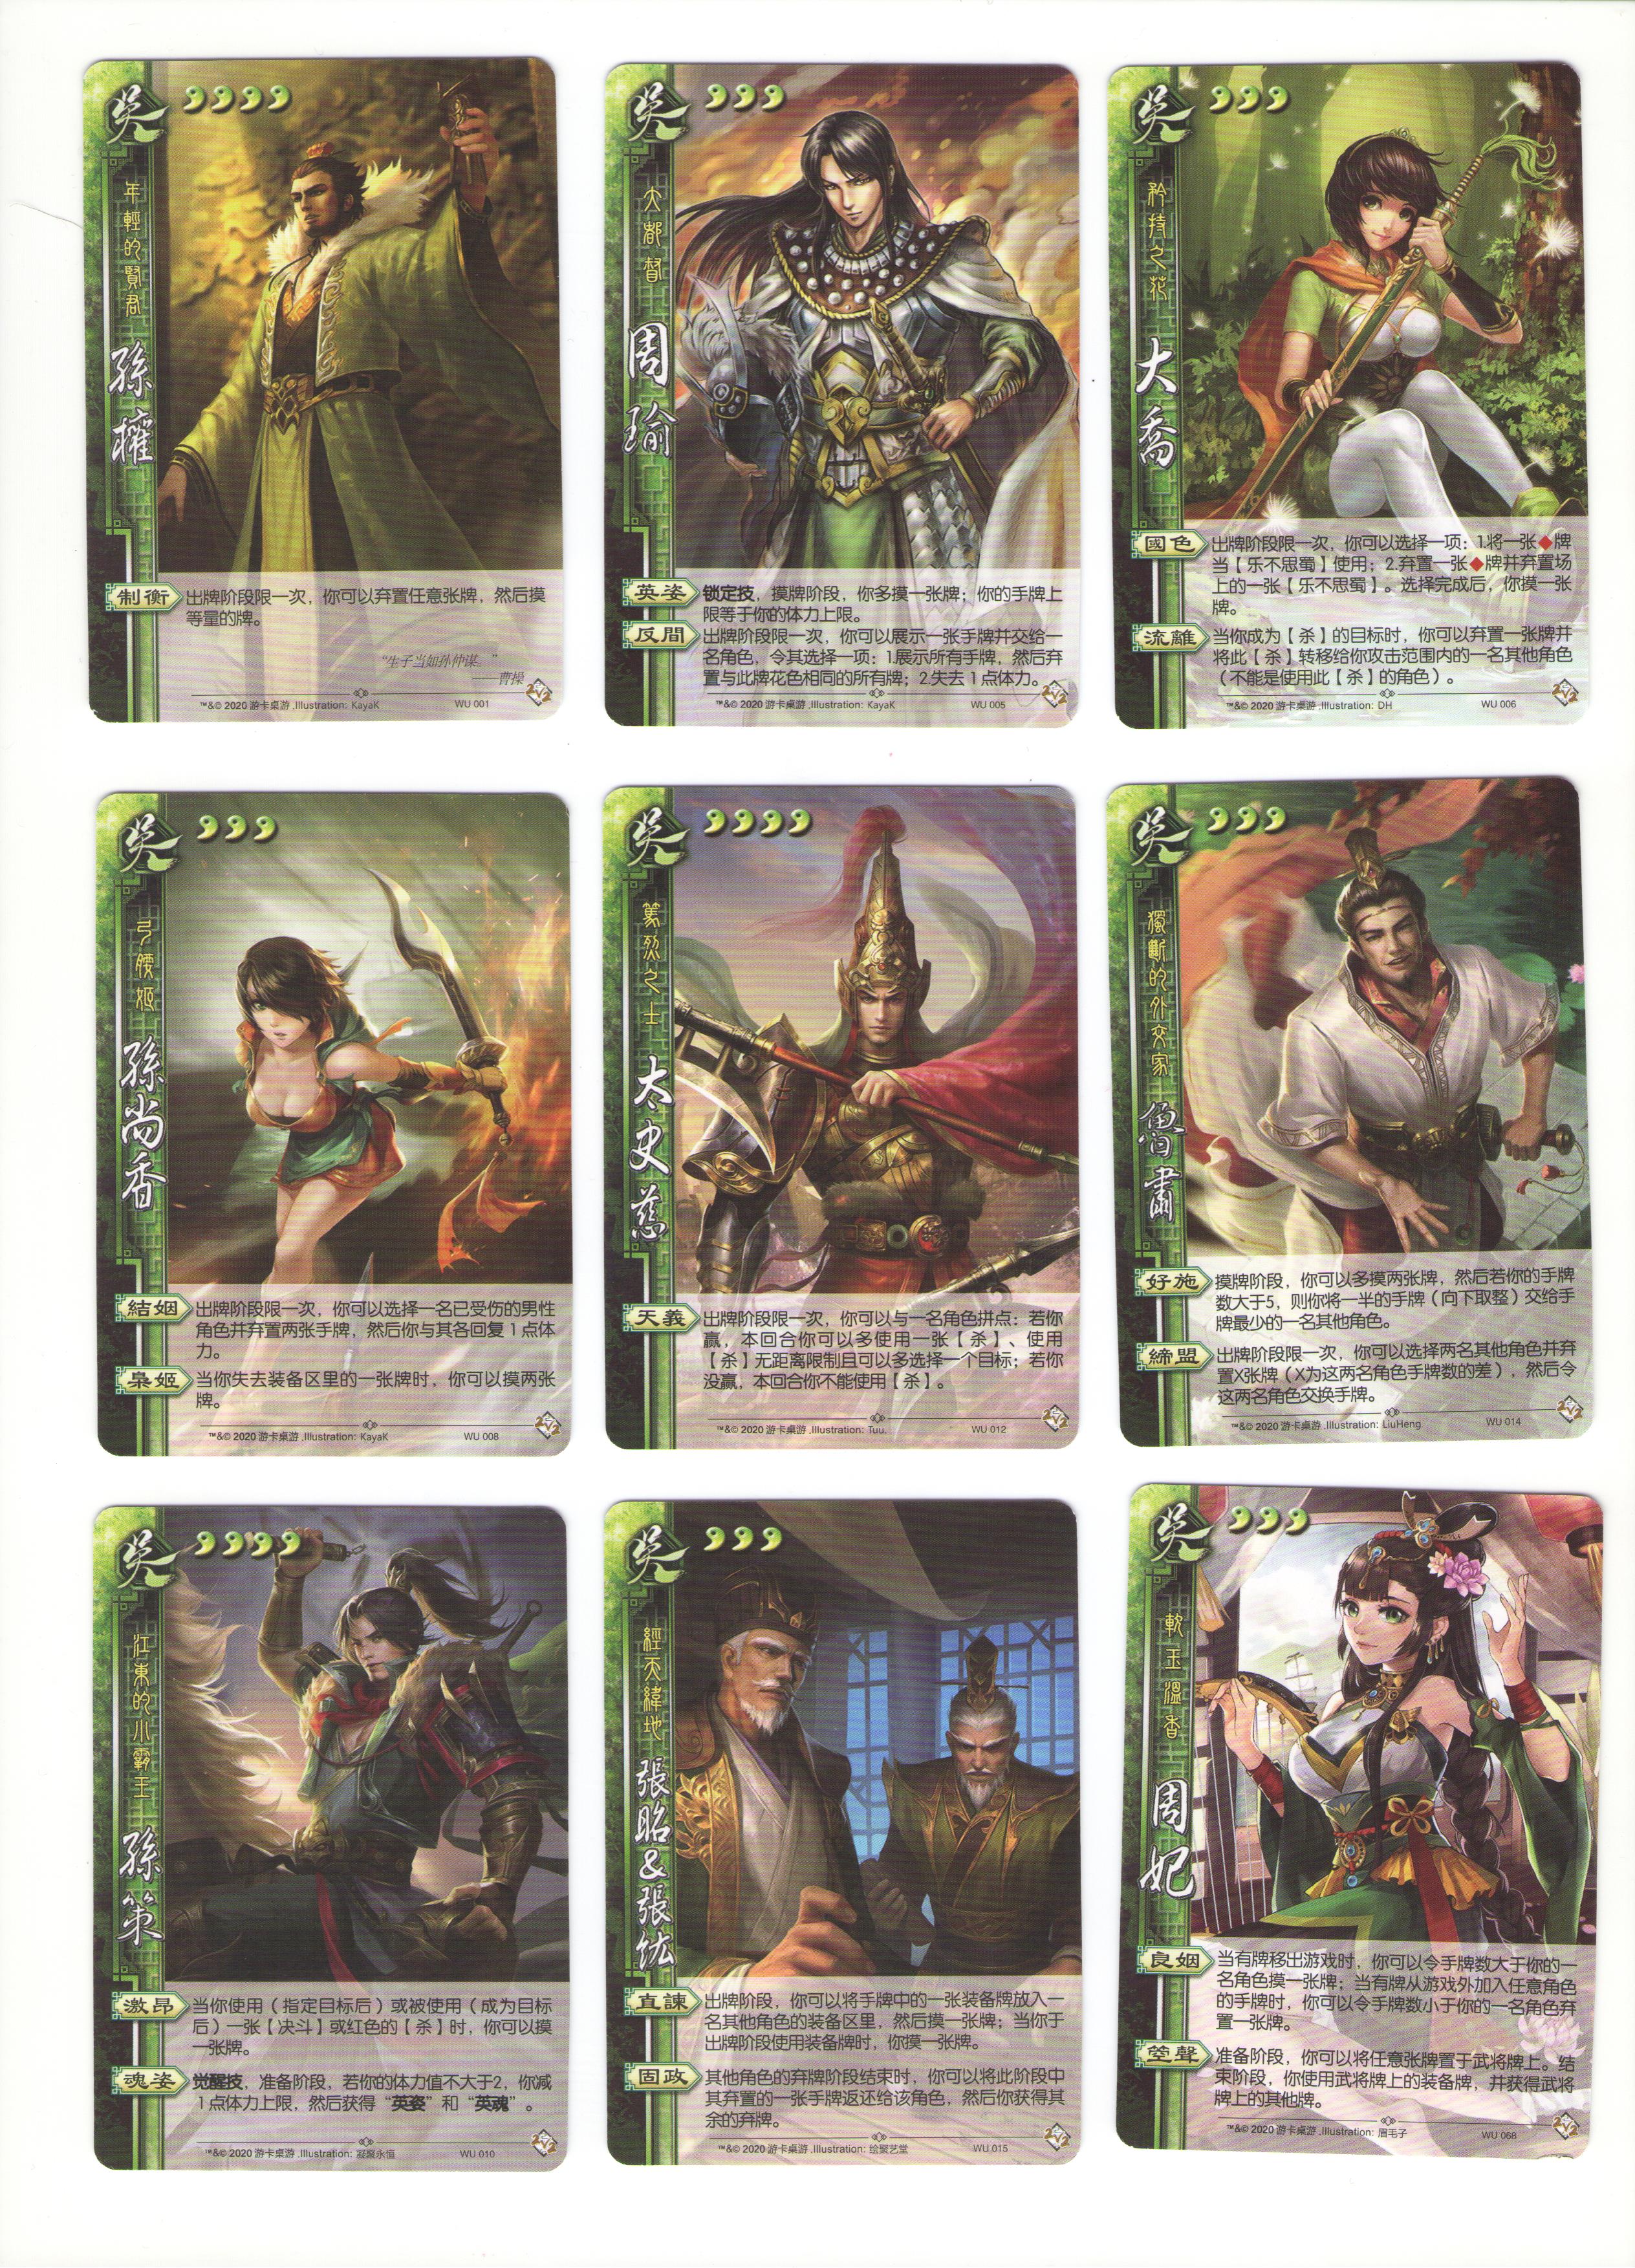 吴
年輕的賢君
孫權
制衡
出牌阶段限一次，你可以弃置任意张牌，然后摸
等量的牌。
“生子当如孙仲谋。”
——曹操
™&© 2020 游卡桌游 .Illustration: KayaK WU 001
吴
大都督
周瑜
英姿
锁定技，摸牌阶段，你多摸一张牌；你的手牌上
限等于你的体力上限。
反間
出牌阶段限一次，你可以展示一张手牌并交给一
名角色，令其选择一项：1.展示所有手牌，然后弃
置与此牌花色相同的所有牌；2.失去1点体力。
™&© 2020 游卡桌游 .Illustration: KayaK WU 005
吴
矜持之花
大喬
國色
出牌阶段限一次，你可以选择一项：1.将一张♦牌
当【乐不思蜀】使用；2.弃置一张♦牌并弃置场
上的一张【乐不思蜀】。选择完成后，你摸一张
牌。
流離
当你成为【杀】的目标时，你可以弃置一张牌并
将此【杀】转移给你攻击范围内的一名其他角色
（不能是使用此【杀】的角色）。
™&© 2020 游卡桌游 .Illustration: DH WU 006
吴
弓腰姬
孫尚香
結姻
出牌阶段限一次，你可以选择一名已受伤的男性
角色并弃置两张手牌，然后你与其各回复1点体
力。
梟姬
当你失去装备区里的一张牌时，你可以摸两张
牌。
™&© 2020 游卡桌游 .Illustration: KayaK WU 008
吴
篤烈之士
太史慈
天義
出牌阶段限一次，你可以与一名角色拼点：若你
赢，本回合你可以多使用一张【杀】、使用
【杀】无距离限制且可以多选择一个目标；若你
没赢，本回合你不能使用【杀】。
™&© 2020 游卡桌游 .Illustration: Tuu. WU 012
吴
獨斷的外交家
魯肅
好施
摸牌阶段，你可以多摸两张牌，然后若你的手牌
数大于5，则你将一半的手牌（向下取整）交给手
牌最少的一名其他角色。
締盟
出牌阶段限一次，你可以选择两名其他角色并弃
置X张牌（X为这两名角色手牌数的差），然后令
这两名角色交换手牌。
™&© 2020 游卡桌游 .Illustration: LiuHeng WU 014
吴
江東的小霸王
孫策
激昂
当你使用（指定目标后）或被使用（成为目标
后）一张【决斗】或红色的【杀】时，你可以摸
一张牌。
魂姿
觉醒技，准备阶段，若你的体力值不大于2，你减
1点体力上限，然后获得“英姿”和“英魂”。
™&© 2020 游卡桌游 .Illustration: 凝聚永恒 WU 010
吴
經天緯地
張昭&張紘
直諫
出牌阶段，你可以将手牌中的一张装备牌放入一
名其他角色的装备区里，然后摸一张牌；当你于
出牌阶段使用装备牌时，你摸一张牌。
固政
其他角色的弃牌阶段结束时，你可以将此阶段中
其弃置的一张手牌返还给该角色，然后你获得其
余的弃牌。
™&© 2020 游卡桌游 .Illustration: 绘聚艺堂 WU 015
吴
軟玉溫香
周妃
良姻
当有牌移出游戏时，你可以令手牌数大于你的一
名角色摸一张牌；当有牌从游戏外加入任意角色
的手牌时，你可以令手牌数小于你的一名角色弃
置一张牌。
箜聲
准备阶段，你可以将任意张牌置于武将牌上。结
束阶段，你使用武将牌上的装备牌，并获得武将
牌上的其他牌。
™&© 2020 游卡桌游 .Illustration: 眉毛子 WU 068